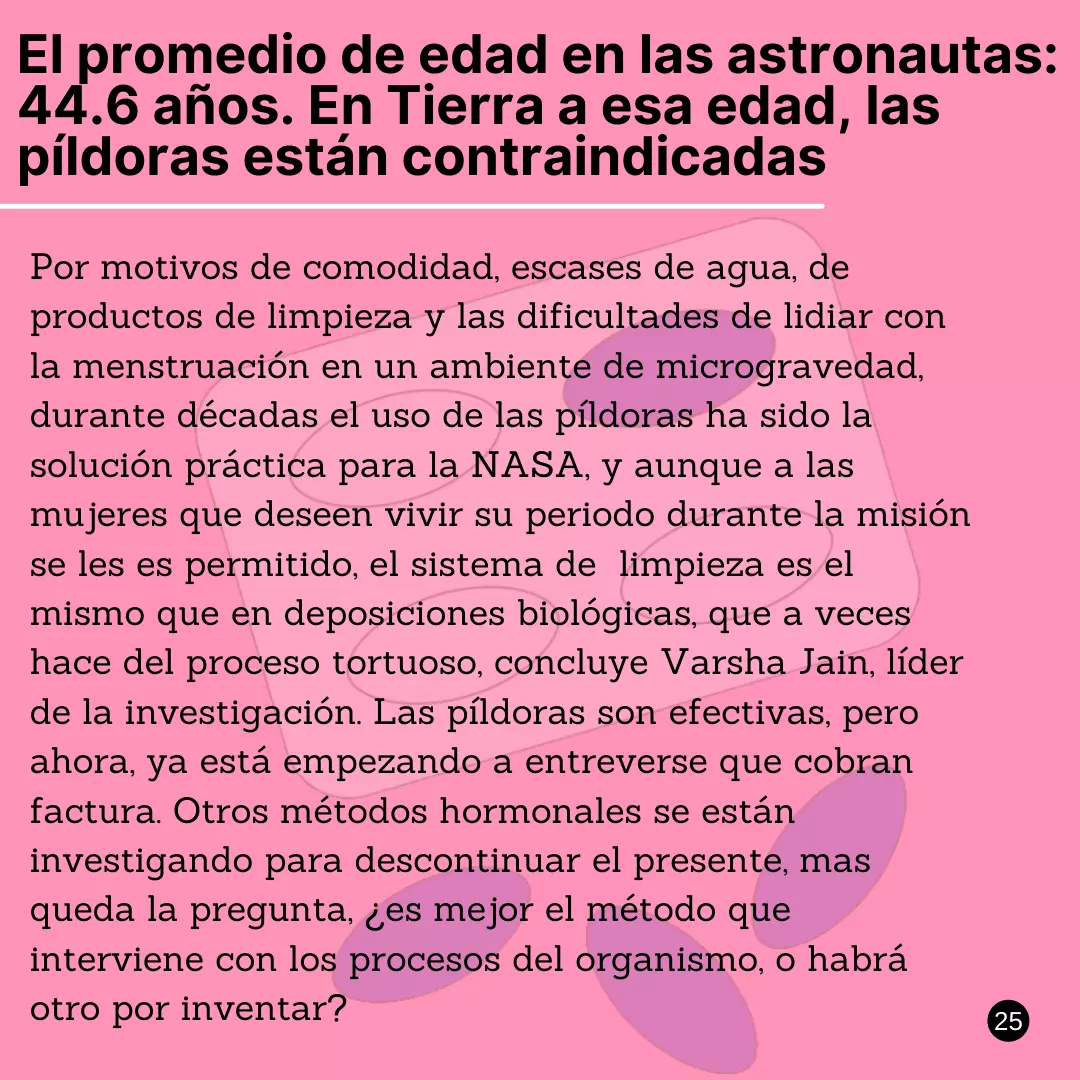 El promedio de edad en las astronautas:
44.6 años. En Tierra a esa edad, las
píldoras están contraindicadas
Por motivos de comodidad, escases de agua, de
productos de limpieza y las dificultades de lidiar con
la menstruación en un ambiente de microgravedad,
durante décadas el uso de las píldoras ha sido la
solución práctica para la NASA, y aunque a las
mujeres que deseen vivir su periodo durante la misión
se les es permitido, el sistema de  limpieza es el
mismo que en deposiciones biológicas, que a veces
hace del proceso tortuoso, concluye Varsha Jain, líder
de la investigación. Las píldoras son efectivas, pero
ahora, ya está empezando a entreverse que cobran
factura. Otros métodos hormonales se están
investigando para descontinuar el presente, mas
queda la pregunta, ¿es mejor el método que
interviene con los procesos del organismo, o habrá
otro por inventar?
25